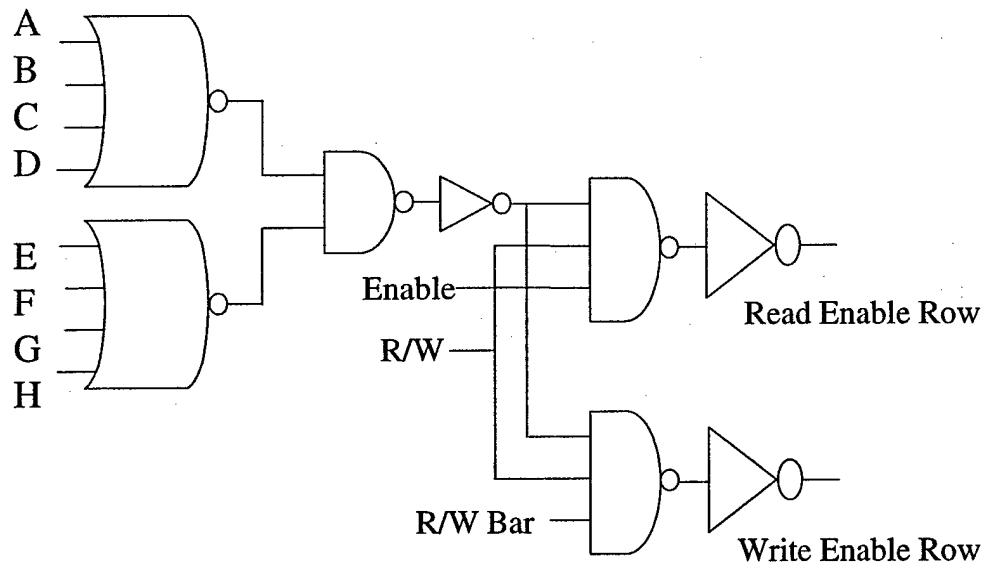 A
B
C
D
E
F
G
H
Enable
R/W
Read Enable Row
R/W Bar
Write Enable Row